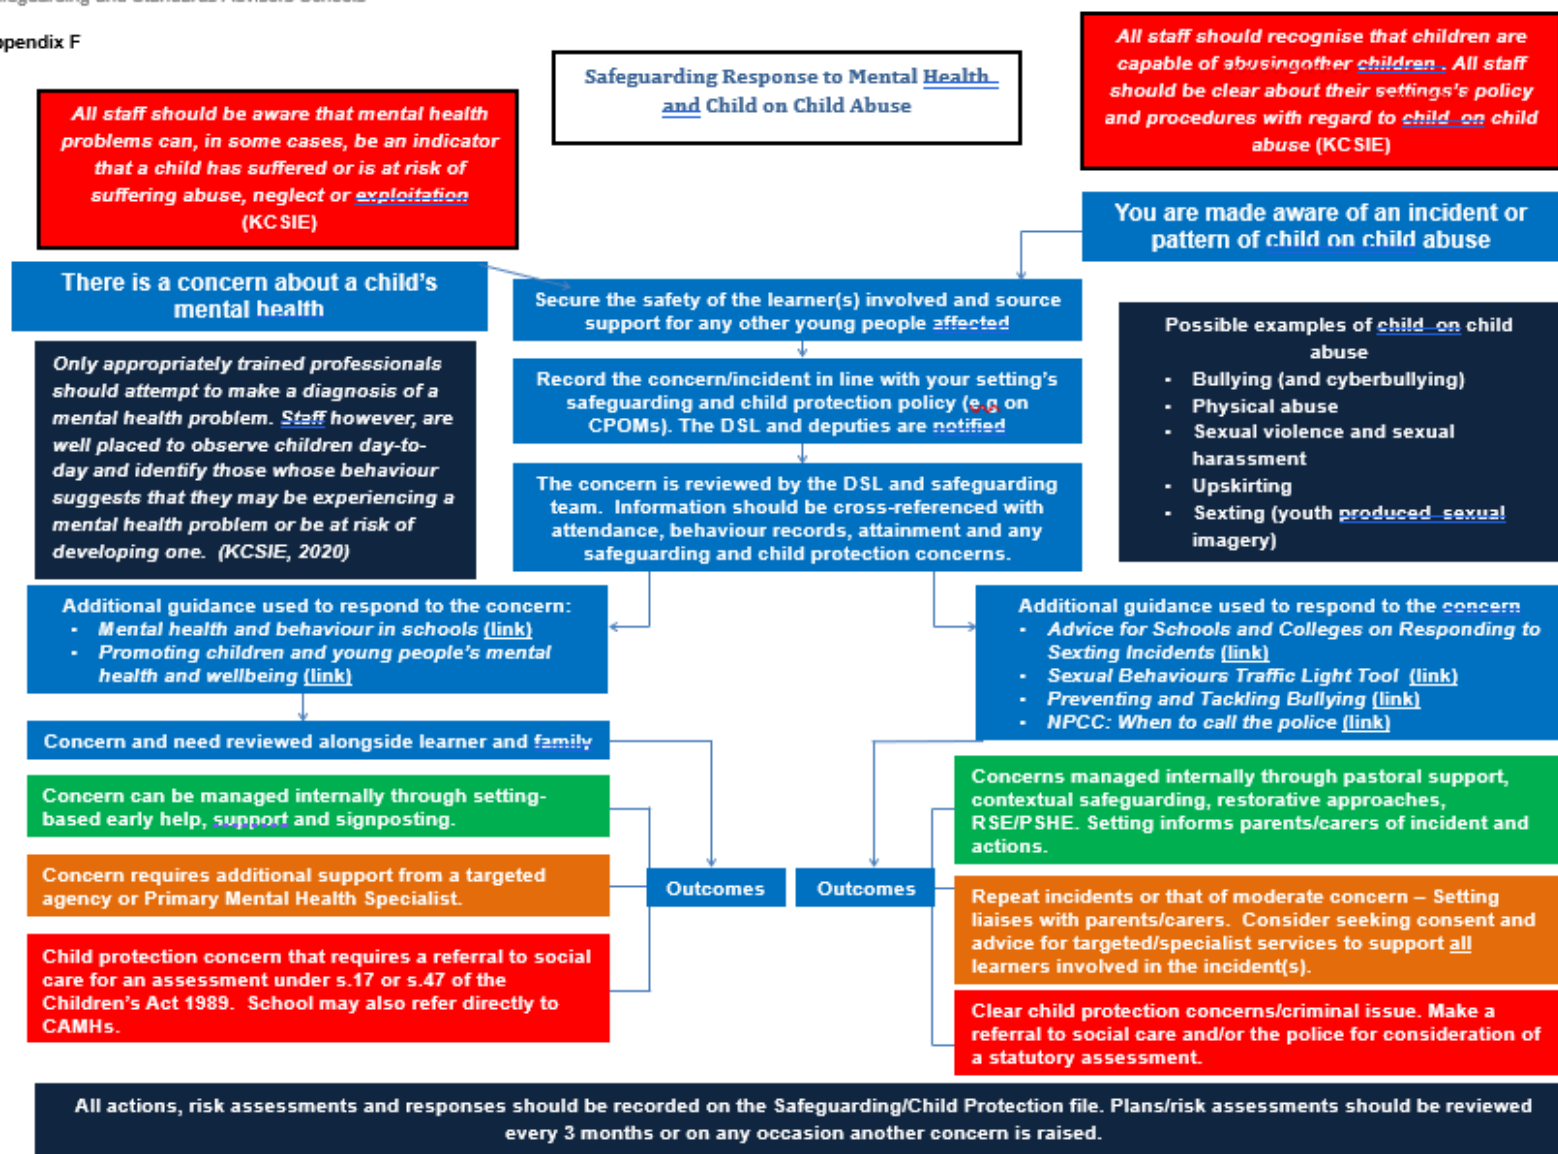 Safeguarding and Standards Advisers Schools
ppendix F
Safeguarding Response to Mental Health
and Child on Child Abuse
All staff should be aware that mental health
problems can, in some cases, be an indicator
that a child has suffered or is at risk of
suffering abuse, neglect or exploitation
(KCSIE)
All staff should recognise that children are
capable of abusingother children . All staff
should be clear about their settings's policy
and procedures with regard to child on child
abuse (KCSIE)
You are made aware of an incident or
pattern of child on child abuse
There is a concern about a child's
mental health
Secure the safety of the learner(s) involved and source
support for any other young people affected
Only appropriately trained professionals
should attempt to make a diagnosis of a
mental health problem. Staff however, are
well placed to observe children day-to-
day and identify those whose behaviour
suggests that they may be experiencing a
mental health problem or be at risk of
developing one. (KCSIE, 2020)
Record the concern/incident in line with your setting's
safeguarding and child protection policy (e.g on
CPOMs). The DSL and deputies are notified
The concern is reviewed by the DSL and safeguarding
team. Information should be cross-referenced with
attendance, behaviour records, attainment and any
safeguarding and child protection concerns.
Possible examples of child on child
abuse
- Bullying (and cyberbullying)
- Physical abuse
- Sexual violence and sexual
harassment
- Upskirting
- Sexting (youth produced sexual
imagery)
Additional guidance used to respond to the concern:
• Mental health and behaviour in schools (link)
• Promoting children and young people's mental
health and wellbeing (link)
Additional guidance used to respond to the concern
• Advice for Schools and Colleges on Responding to
Sexting Incidents (link)
• Sexual Behaviours Traffic Light Tool (link)
• Preventing and Tackling Bullying (link)
• NPCC: When to call the police (link)
Concern and need reviewed alongside learner and family
Concern can be managed internally through setting-
based early help, support and signposting.
Concern requires additional support from a targeted
agency or Primary Mental Health Specialist.
Child protection concern that requires a referral to social
care for an assessment under s.17 or s.47 of the
Children's Act 1989. School may also refer directly to
CAMHs.
Outcomes
Outcomes
Concerns managed internally through pastoral support,
contextual safeguarding, restorative approaches,
RSE/PSHE. Setting informs parents/carers of incident and
actions.
Repeat incidents or that of moderate concern – Setting
liaises with parents/carers. Consider seeking consent and
advice for targeted/specialist services to support all
learners involved in the incident(s).
Clear child protection concerns/criminal issue. Make a
referral to social care and/or the police for consideration of
a statutory assessment.
All actions, risk assessments and responses should be recorded on the Safeguarding/Child Protection file. Plans/risk assessments should be reviewed
every 3 months or on any occasion another concern is raised.